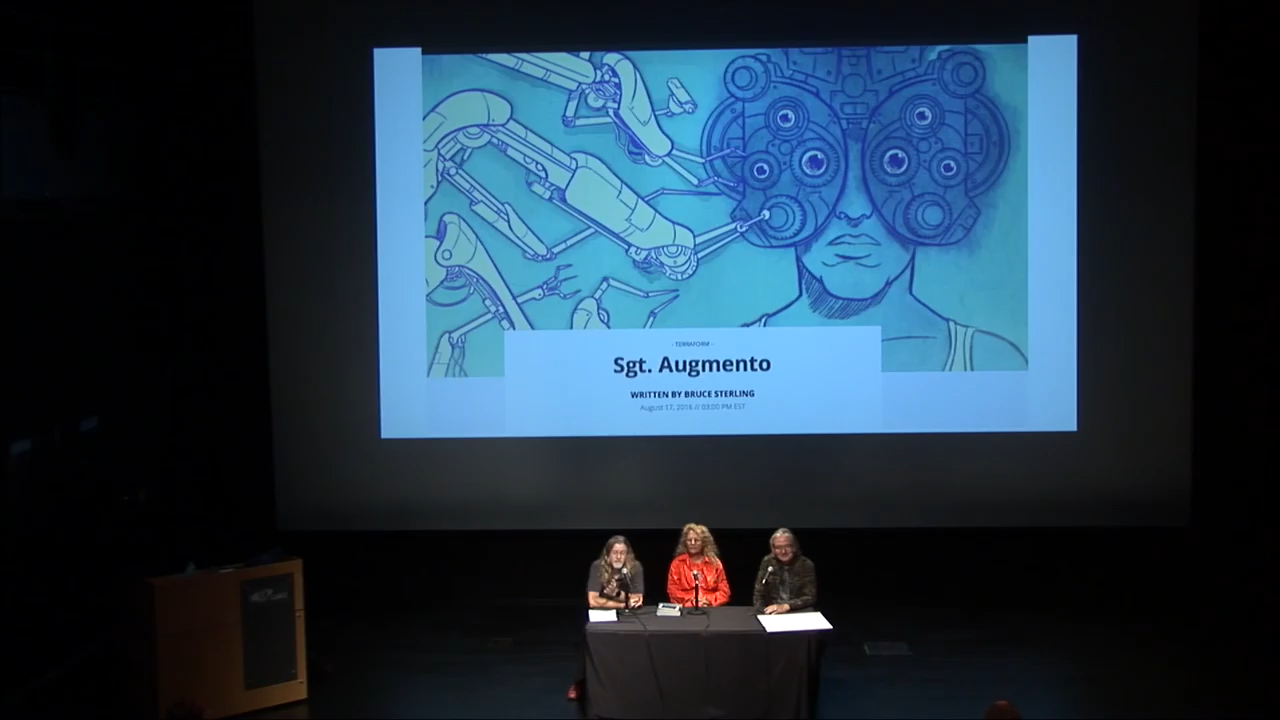 - TERRAFORM -
Sgt. Augmento
WRITTEN BY BRUCE STERLING
August 17, 2016 // 03:00 PM EST